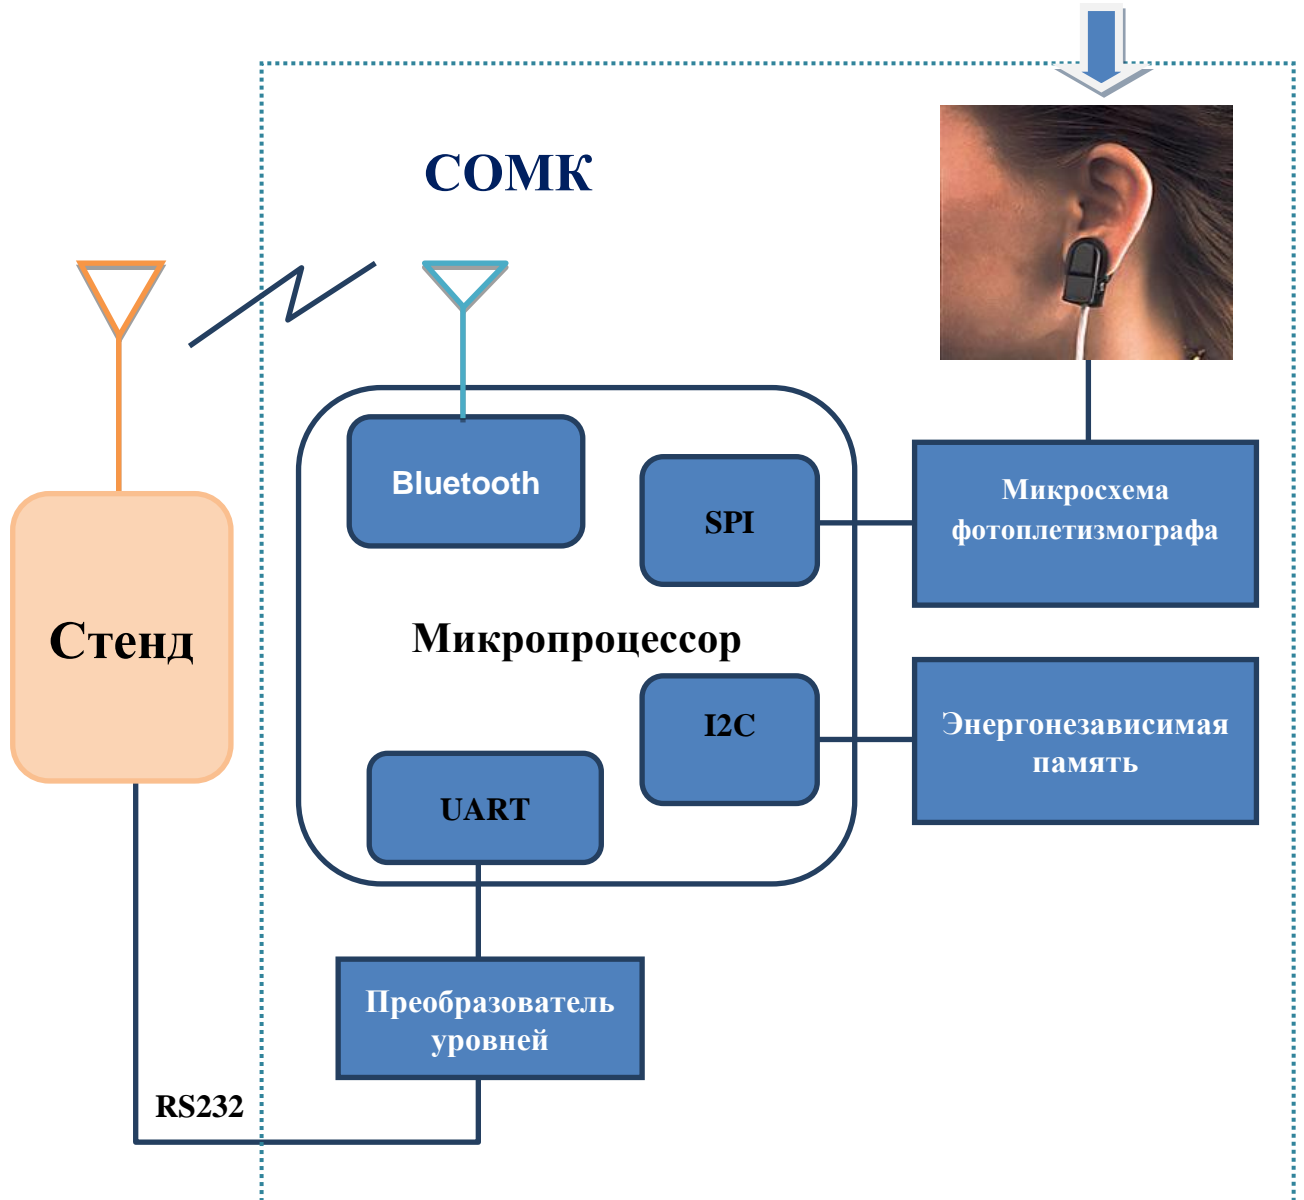 СОМК
Bluetooth
SPI
Микросхема
фотоплетизмографа
Стенд
Микропроцессор
I2C
Энергонезависимая
память
UART
Преобразователь
уровней
RS232